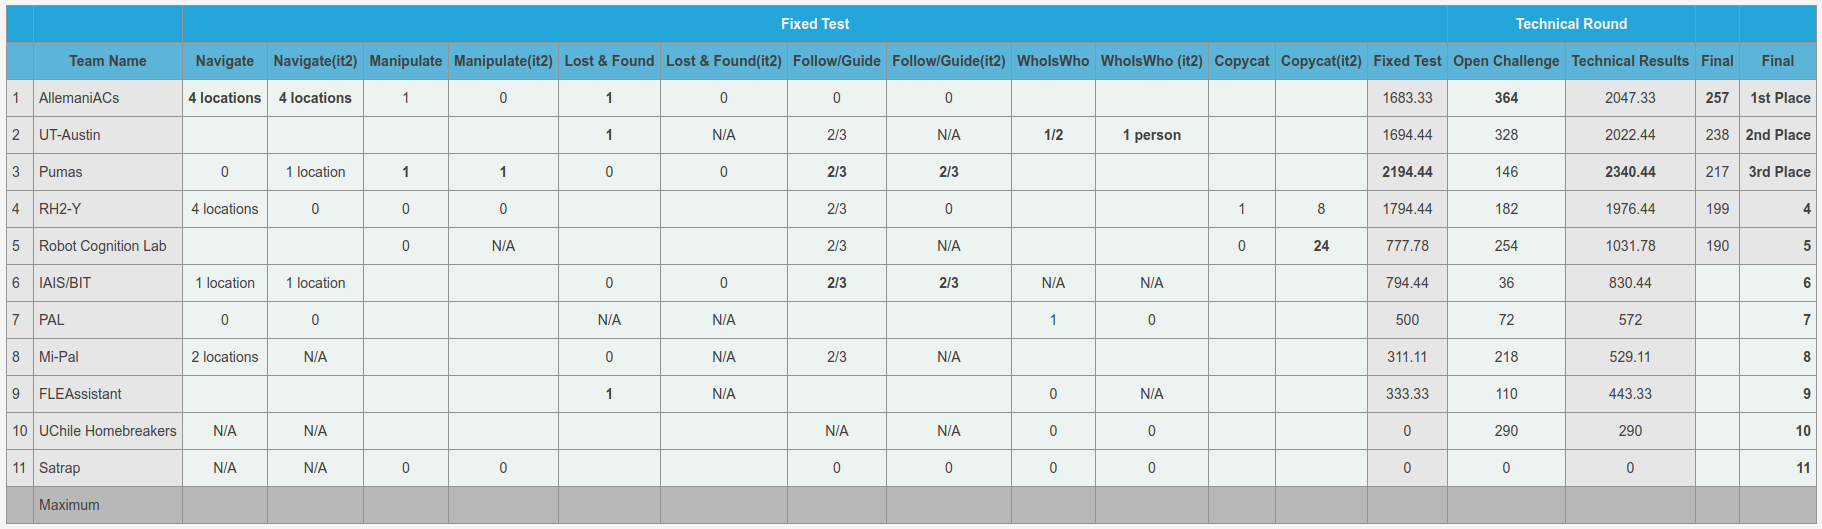 Fixed Test Technical Round
Team Name Navigate Navigate(it2) Manipulate Manipulate(it2) Lost & Found Lost & Found(it2) Follow/Guide Follow/Guide(it2) WhoIsWho WhoIsWho (it2) Copycat Copycat(it2) Fixed Test Open Challenge Technical Results Final Final
1 AllemaniACs 4 locations 4 locations 1 0 1 0 0 0 1683.33 364 2047.33 257 1st Place
2 UT-Austin 1 N/A 2/3 N/A 1/2 1 person 1694.44 328 2022.44 238 2nd Place
3 Pumas 0 1 location 1 1 0 0 2/3 2/3 2194.44 146 2340.44 217 3rd Place
4 RH2-Y 4 locations 0 0 0 2/3 0 1 8 1794.44 182 1976.44 199 4
5 Robot Cognition Lab 0 N/A 2/3 N/A 0 24 777.78 254 1031.78 190 5
6 IAIS/BIT 1 location 1 location 0 0 2/3 2/3 N/A N/A 794.44 36 830.44 6
7 PAL 0 0 N/A N/A 1 0 500 72 572 7
8 Mi-Pal 2 locations N/A 0 N/A 2/3 N/A 311.11 218 529.11 8
9 FLEAssistant 1 N/A 0 N/A 333.33 110 443.33 9
10 UChile Homebreakers N/A N/A N/A N/A 0 0 0 290 290 10
11 Satrap N/A N/A 0 0 0 0 0 0 0 0 0 11
Maximum